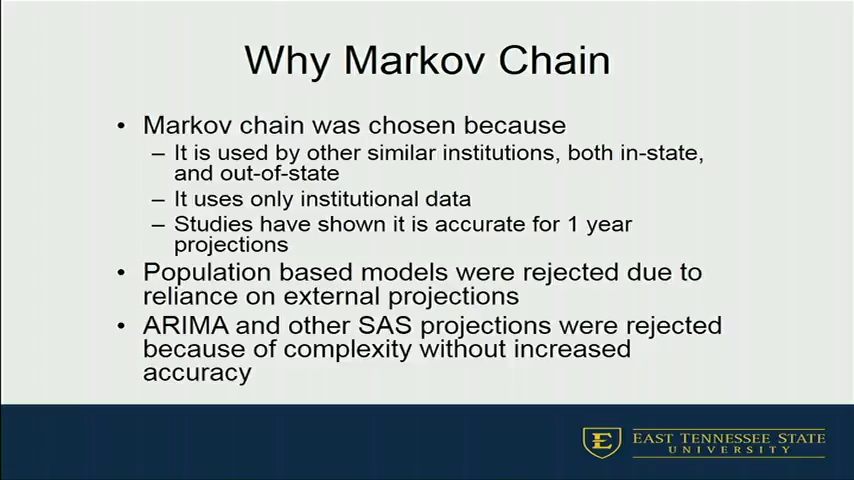 Why Markov Chain
• Markov chain was chosen because
– It is used by other similar institutions, both in-state,
and out-of-state
– It uses only institutional data
– Studies have shown it is accurate for 1 year
projections
• Population based models were rejected due to
reliance on external projections
• ARIMA and other SAS projections were rejected
because of complexity without increased
accuracy
E
EAST TENNESSEE STATE
UNIVERSITY